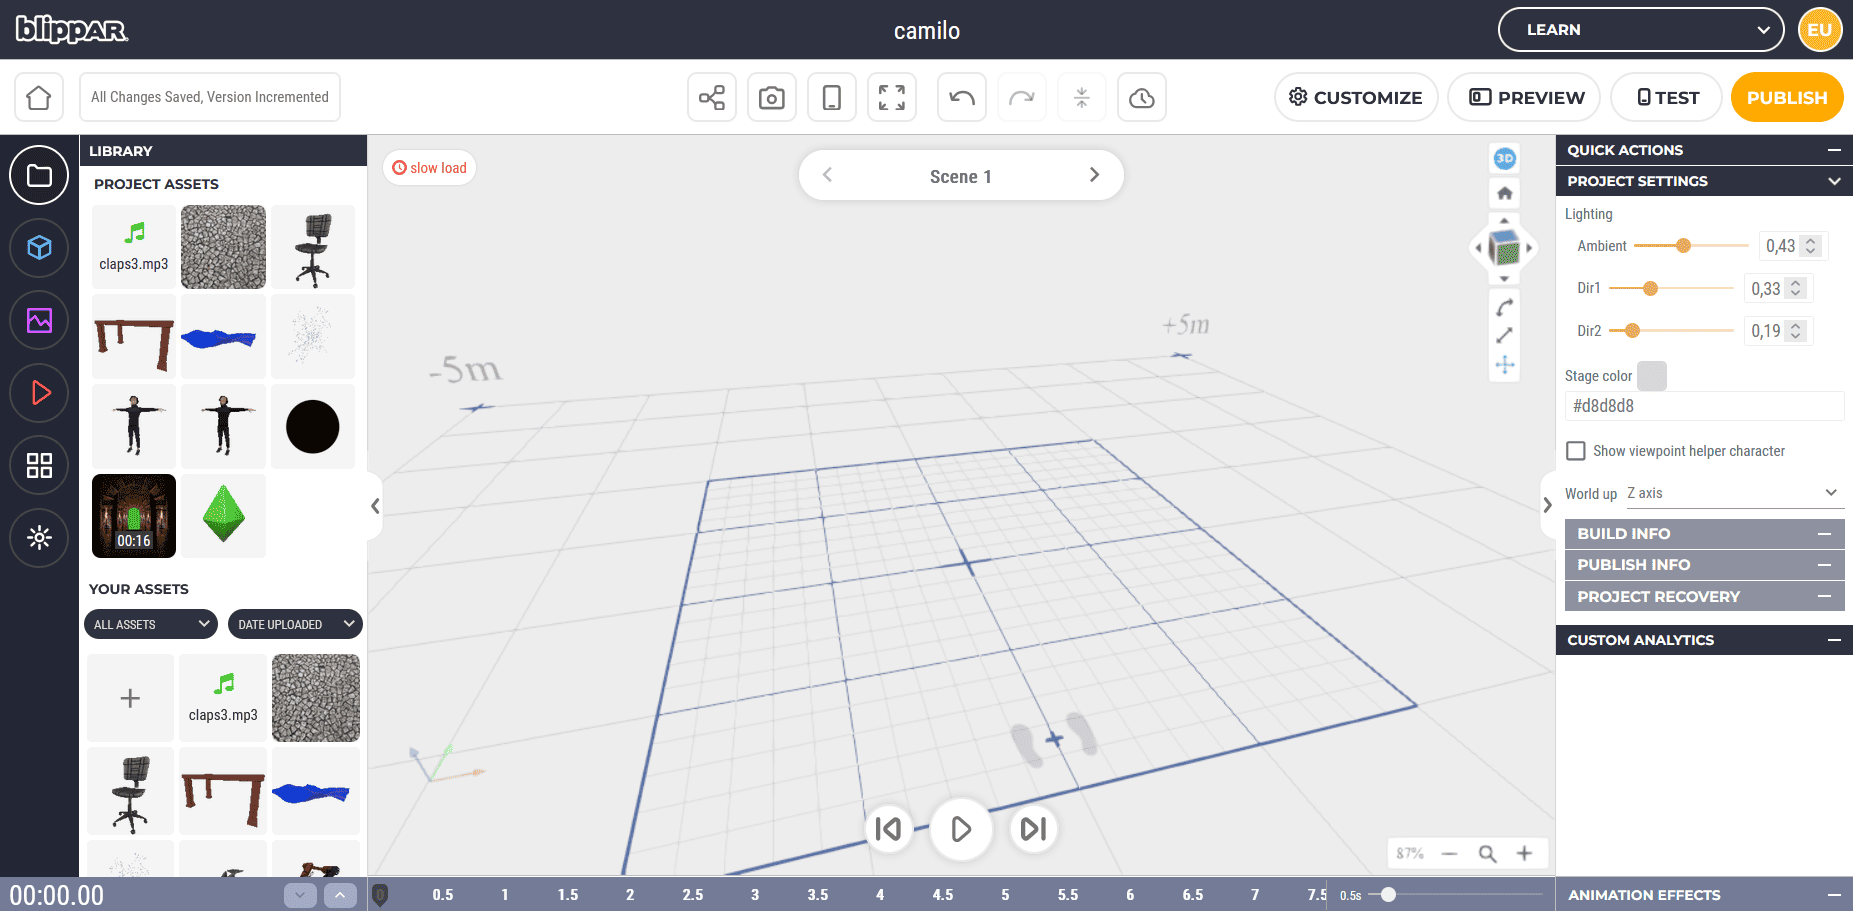 blippAR
camilo
LEARN
EU
All Changes Saved, Version Incremented
CUSTOMIZE
PREVIEW
TEST
PUBLISH
LIBRARY
PROJECT ASSETS
claps3.mp3
00:16
YOUR ASSETS
ALL ASSETS
DATE UPLOADED
claps3.mp3
slow load
Scene 1
3D
-5m
+5m
87%
QUICK ACTIONS
PROJECT SETTINGS
Lighting
Ambient 0,43
Dir1 0,33
Dir2 0,19
Stage color
#d8d8d8
Show viewpoint helper character
World up Z axis
BUILD INFO
PUBLISH INFO
PROJECT RECOVERY
CUSTOM ANALYTICS
00:00.00
0 0.5 1 1.5 2 2.5 3 3.5 4 4.5 5 5.5 6 6.5 7 7.5
0.5s
ANIMATION EFFECTS